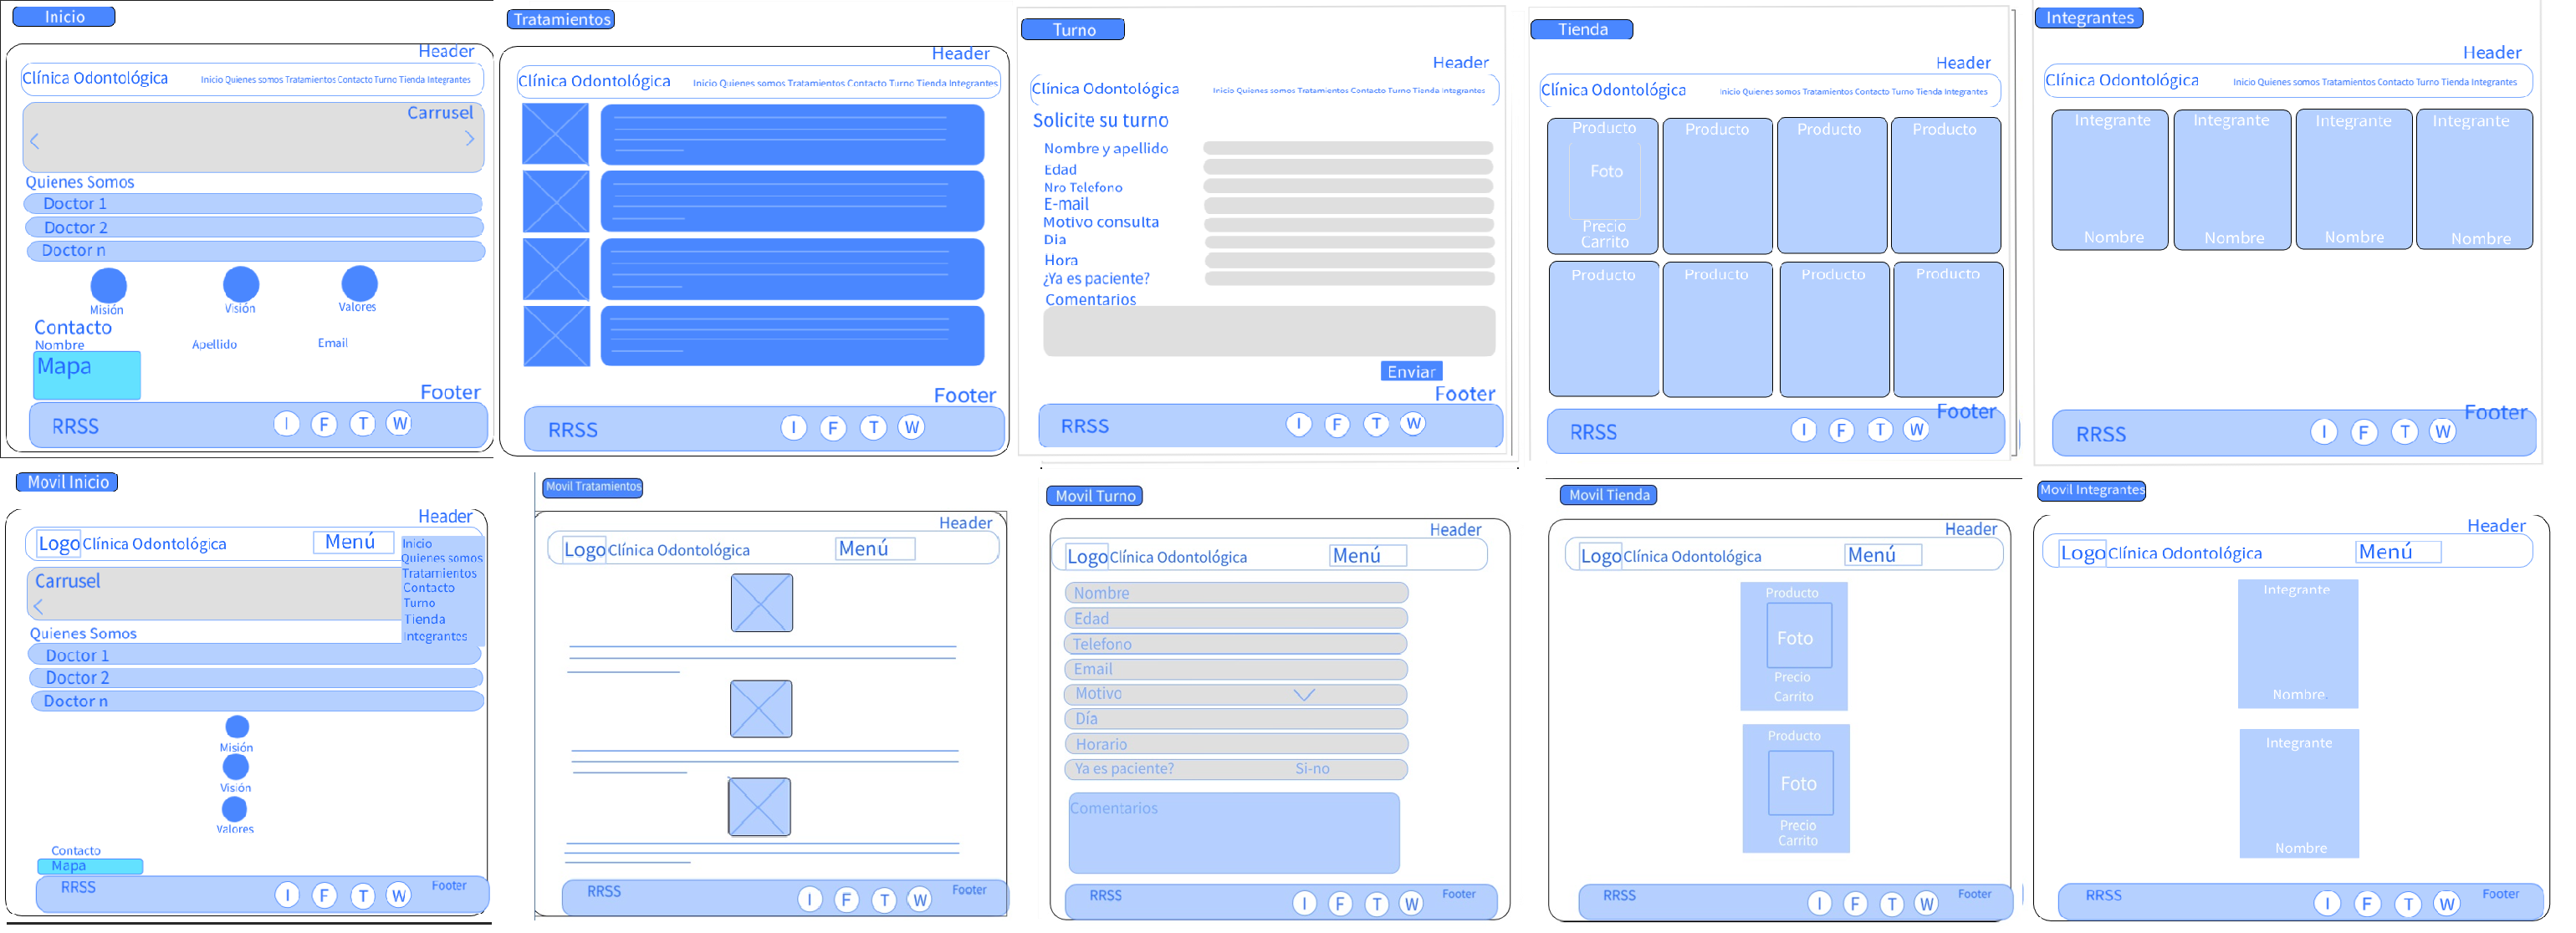 Inicio
Header
Clínica Odontológica
Inicio Quienes somos Tratamientos Contacto Turno Tienda Integrantes
Carrusel
Quienes Somos
Doctor 1
Doctor 2
Doctor n
Misión
Visión
Valores
Contacto
Nombre
Apellido
Email
Mapa
Footer
RRSS
I F T W
Tratamientos
Header
Clínica Odontológica
Inicio Quienes somos Tratamientos Contacto Turno Tienda Integrantes
Footer
RRSS
I F T W
Turno
Header
Clínica Odontológica
Inicio Quienes somos Tratamientos Contacto Turno Tienda Integrantes
Solicite su turno
Nombre y apellido
Edad
Nro Telefono
E-mail
Motivo consulta
Dia
Hora
¿Ya es paciente?
Comentarios
Enviar
Footer
RRSS
I F T W
Tienda
Header
Clínica Odontológica
Inicio Quienes somos Tratamientos Contacto Turno Tienda Integrantes
Producto
Producto
Producto
Producto
Foto
Precio
Carrito
Producto
Producto
Producto
Producto
Footer
RRSS
I F T W
Integrantes
Header
Clínica Odontológica
Inicio Quienes somos Tratamientos Contacto Turno Tienda Integrantes
Integrante
Integrante
Integrante
Integrante
Nombre
Nombre
Nombre
Nombre
Footer
RRSS
I F T W
Movil Inicio
Header
Logo
Clínica Odontológica
Menú
Inicio
Quienes somos
Tratamientos
Contacto
Turno
Tienda
Integrantes
Carrusel
Quienes Somos
Doctor 1
Doctor 2
Doctor n
Misión
Visión
Valores
Contacto
Mapa
RRSS
I F T W
Footer
Movil Tratamientos
Header
Logo
Clínica Odontológica
Menú
RRSS
I F T W
Footer
Movil Turno
Header
Logo
Clínica Odontológica
Menú
Nombre
Edad
Telefono
Email
Motivo
Día
Horario
Ya es paciente?
Si-no
Comentarios
RRSS
I F T W
Footer
Movil Tienda
Header
Logo
Clínica Odontológica
Menú
Producto
Foto
Precio
Carrito
Producto
Foto
Precio
Carrito
RRSS
I F T W
Footer
Movil Integrantes
Header
Logo
Clínica Odontológica
Menú
Integrante
Nombre
Integrante
Nombre
RRSS
I F T W
Footer